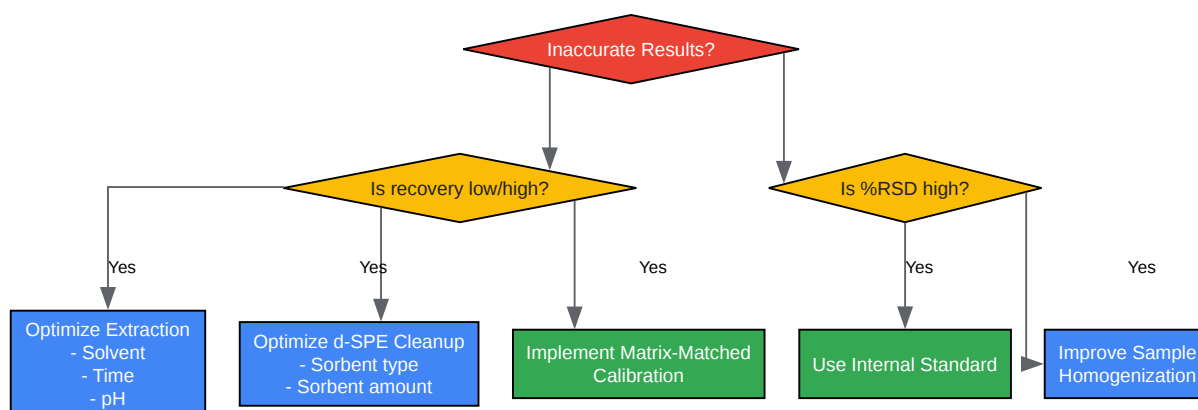 Inaccurate Results?
Is recovery low/high?
Is %RSD high?
Yes
Yes
Yes
Yes
Yes
Optimize Extraction
- Solvent
- Time
- pH
Optimize d-SPE Cleanup
- Sorbent type
- Sorbent amount
Implement Matrix-Matched
Calibration
Use Internal Standard
Improve Sample
Homogenization